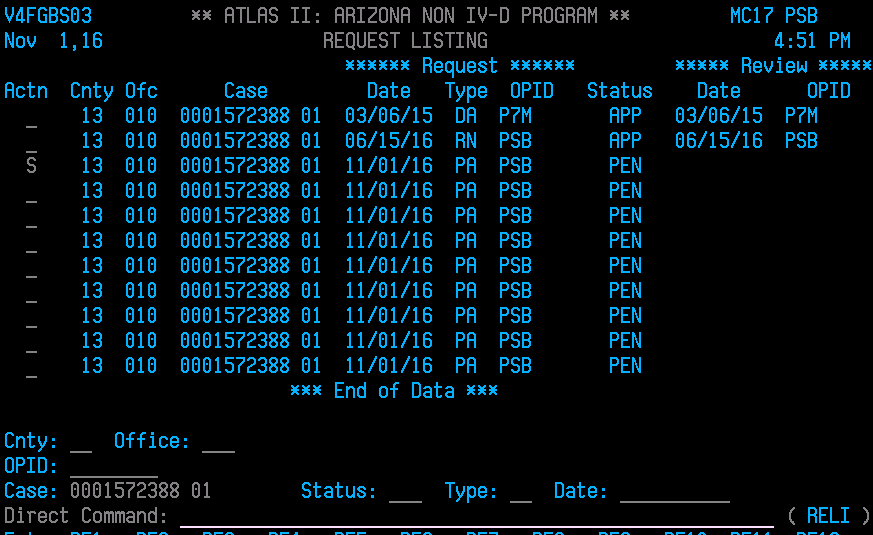 V4FGBS03 ** ATLAS II: ARIZONA NON IV-D PROGRAM ** MC17 PSB
Nov 1,16 REQUEST LISTING 4:51 PM
****** Request ****** ***** Review *****
Actn Cnty Ofc Case Date Type OPID Status Date OPID
_ 13 010 0001572388 01 03/06/15 DA P7M APP 03/06/15 P7M
_ 13 010 0001572388 01 06/15/16 RN PSB APP 06/15/16 PSB
S 13 010 0001572388 01 11/01/16 PA PSB PEN
_ 13 010 0001572388 01 11/01/16 PA PSB PEN
_ 13 010 0001572388 01 11/01/16 PA PSB PEN
_ 13 010 0001572388 01 11/01/16 PA PSB PEN
_ 13 010 0001572388 01 11/01/16 PA PSB PEN
_ 13 010 0001572388 01 11/01/16 PA PSB PEN
_ 13 010 0001572388 01 11/01/16 PA PSB PEN
_ 13 010 0001572388 01 11/01/16 PA PSB PEN
_ 13 010 0001572388 01 11/01/16 PA PSB PEN
*** End of Data ***
Cnty: __ Office: ___
OPID: ________
Case: 0001572388 01 Status: ___ Type: __ Date: __________
Direct Command: ______________________________________________________ ( RELI )